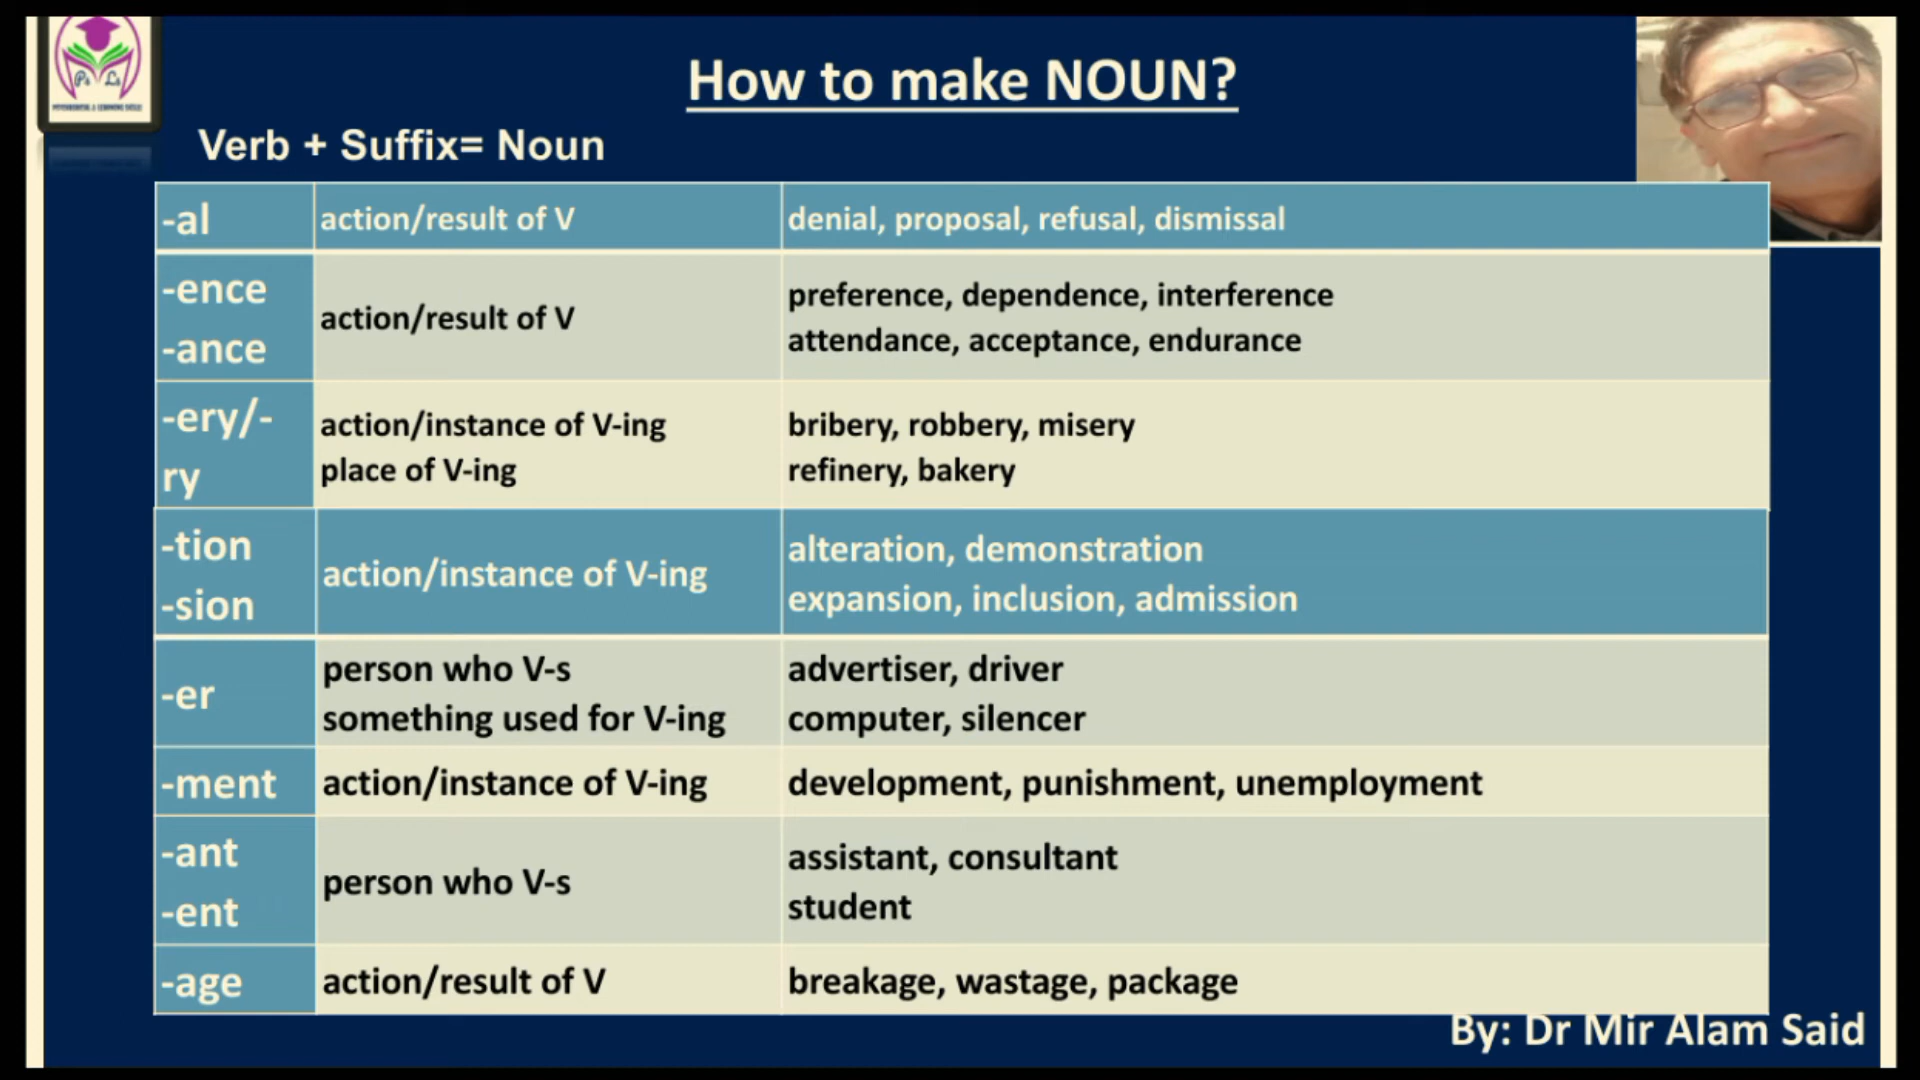 How to make NOUN?
Verb + Suffix= Noun
-al
action/result of V
denial, proposal, refusal, dismissal
-ence
-ance
action/result of V
preference, dependence, interference
attendance, acceptance, endurance
-ery/-
ry
action/instance of V-ing
place of V-ing
bribery, robbery, misery
refinery, bakery
-tion
-sion
action/instance of V-ing
alteration, demonstration
expansion, inclusion, admission
-er
person who V-s
something used for V-ing
advertiser, driver
computer, silencer
-ment
action/instance of V-ing
development, punishment, unemployment
-ant
-ent
person who V-s
assistant, consultant
student
-age
action/result of V
breakage, wastage, package
By: Dr Mir Alam Said